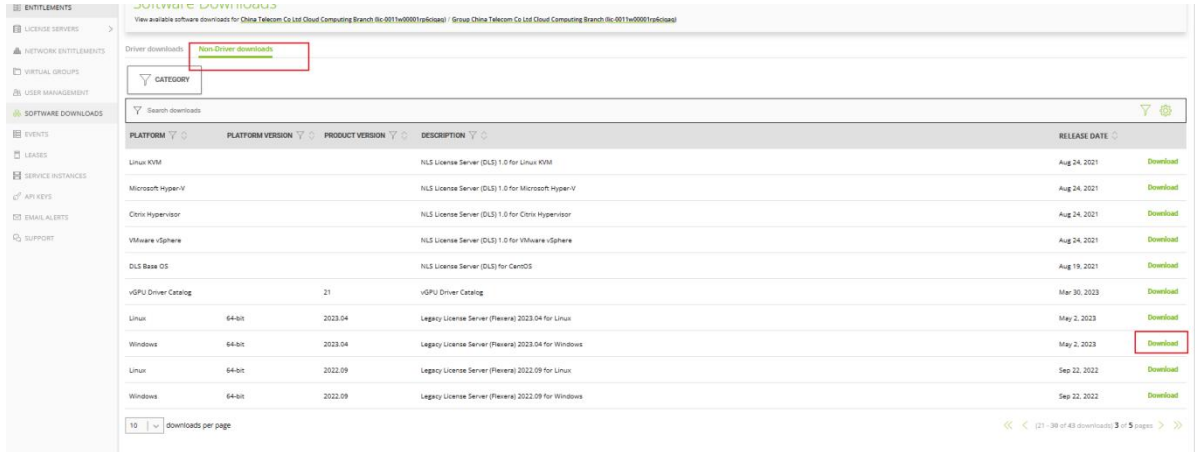 ENTITLEMENTS
LICENSE SERVERS
NETWORK ENTITLEMENTS
VIRTUAL GROUPS
USER MANAGEMENT
SOFTWARE DOWNLOADS
EVENTS
LEASES
SERVICE INSTANCES
API KEYS
EMAIL ALERTS
SUPPORT
Software Downloads
View available software downloads for China Telecom Co Ltd Cloud Computing Branch (lic-0011w00001rp6cisaq) / Group China Telecom Co Ltd Cloud Computing Branch (lic-0011w00001rp6cisaq)
Driver downloads Non-Driver downloads
CATEGORY
Search downloads
PLATFORM PLATFORM VERSION PRODUCT VERSION DESCRIPTION RELEASE DATE
Linux KVM NLS License Server (DLS) 1.0 for Linux KVM Aug 24, 2021 Download
Microsoft Hyper-V NLS License Server (DLS) 1.0 for Microsoft Hyper-V Aug 24, 2021 Download
Citrix Hypervisor NLS License Server (DLS) 1.0 for Citrix Hypervisor Aug 24, 2021 Download
VMware vSphere NLS License Server (DLS) 1.0 for VMware vSphere Aug 24, 2021 Download
DLS Base OS NLS License Server (DLS) for CentOS Aug 19, 2021 Download
vGPU Driver Catalog 21 vGPU Driver Catalog Mar 30, 2023 Download
Linux 64-bit 2023.04 Legacy License Server (Flexera) 2023.04 for Linux May 2, 2023 Download
Windows 64-bit 2023.04 Legacy License Server (Flexera) 2023.04 for Windows May 2, 2023 Download
Linux 64-bit 2022.09 Legacy License Server (Flexera) 2022.09 for Linux Sep 22, 2022 Download
Windows 64-bit 2022.09 Legacy License Server (Flexera) 2022.09 for Windows Sep 22, 2022 Download
10 downloads per page (21 - 30 of 43 downloads) 3 of 5 pages